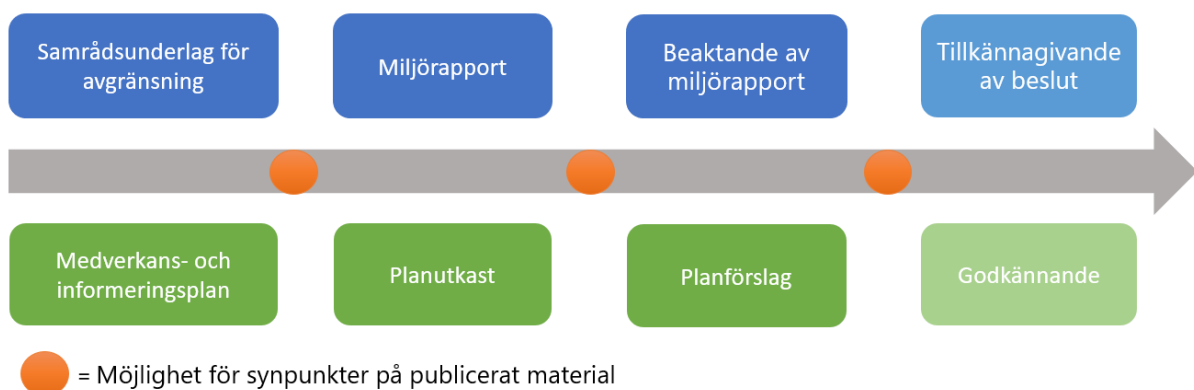 Samrådsunderlag för
avgränsning
Miljörapport
Beaktande av
miljörapport
Tillkännagivande
av beslut
Medverkans- och
informeringsplan
Planutkast
Planförslag
Godkännande
= Möjlighet för synpunkter på publicerat material